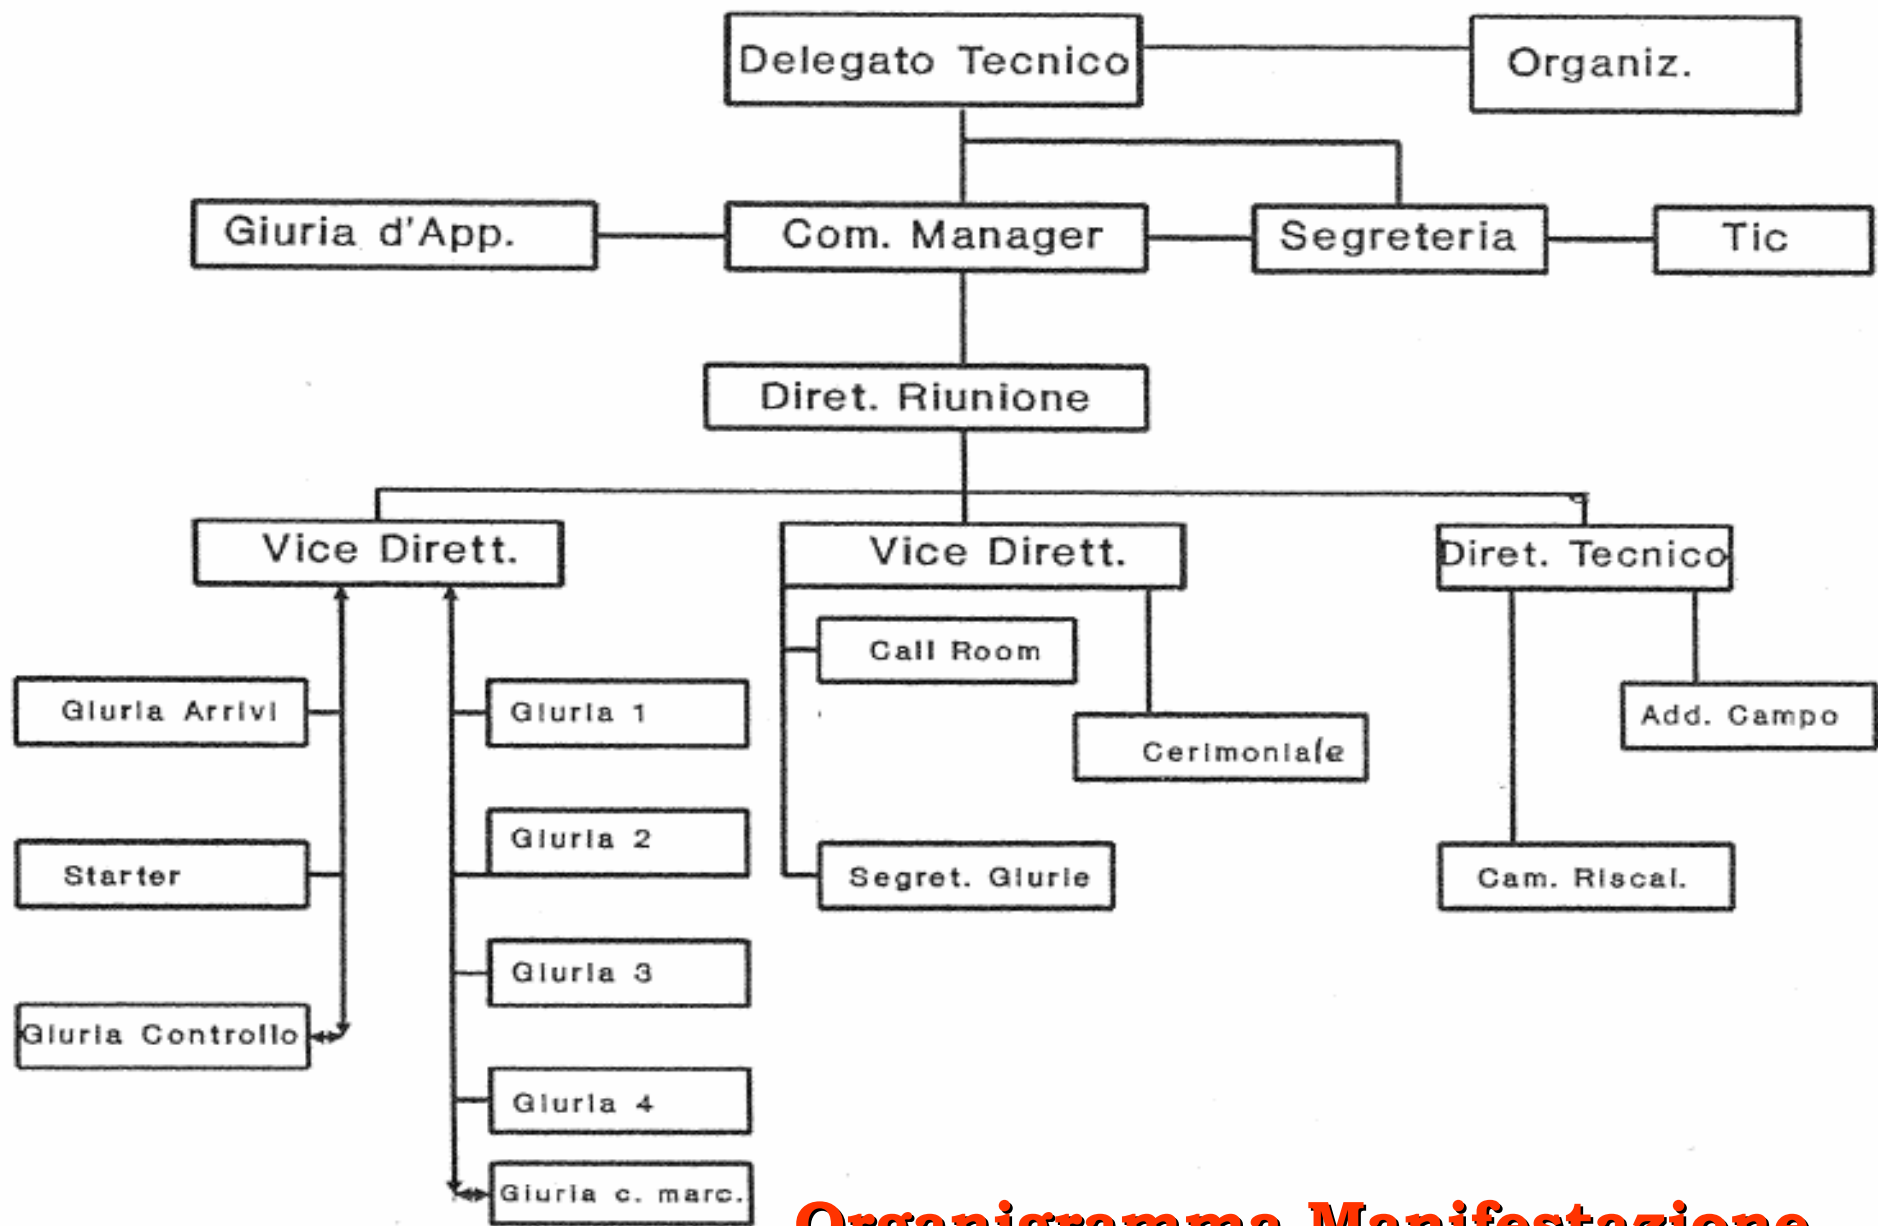 Delegato Tecnico
Organiz.
Giuria d'App.
Com. Manager
Segreteria
Tic
Diret. Riunione
Vice Dirett.
Vice Dirett.
Diret. Tecnico
Call Room
Giuria Arrivi
Giuria 1
Add. Campo
Cerimoniale
Giuria 2
Starter
Segret. Giurie
Cam. Riscal.
Giuria 3
Giuria Controllo
Giuria 4
Giuria c. marc.
Organigramma Manifestazione